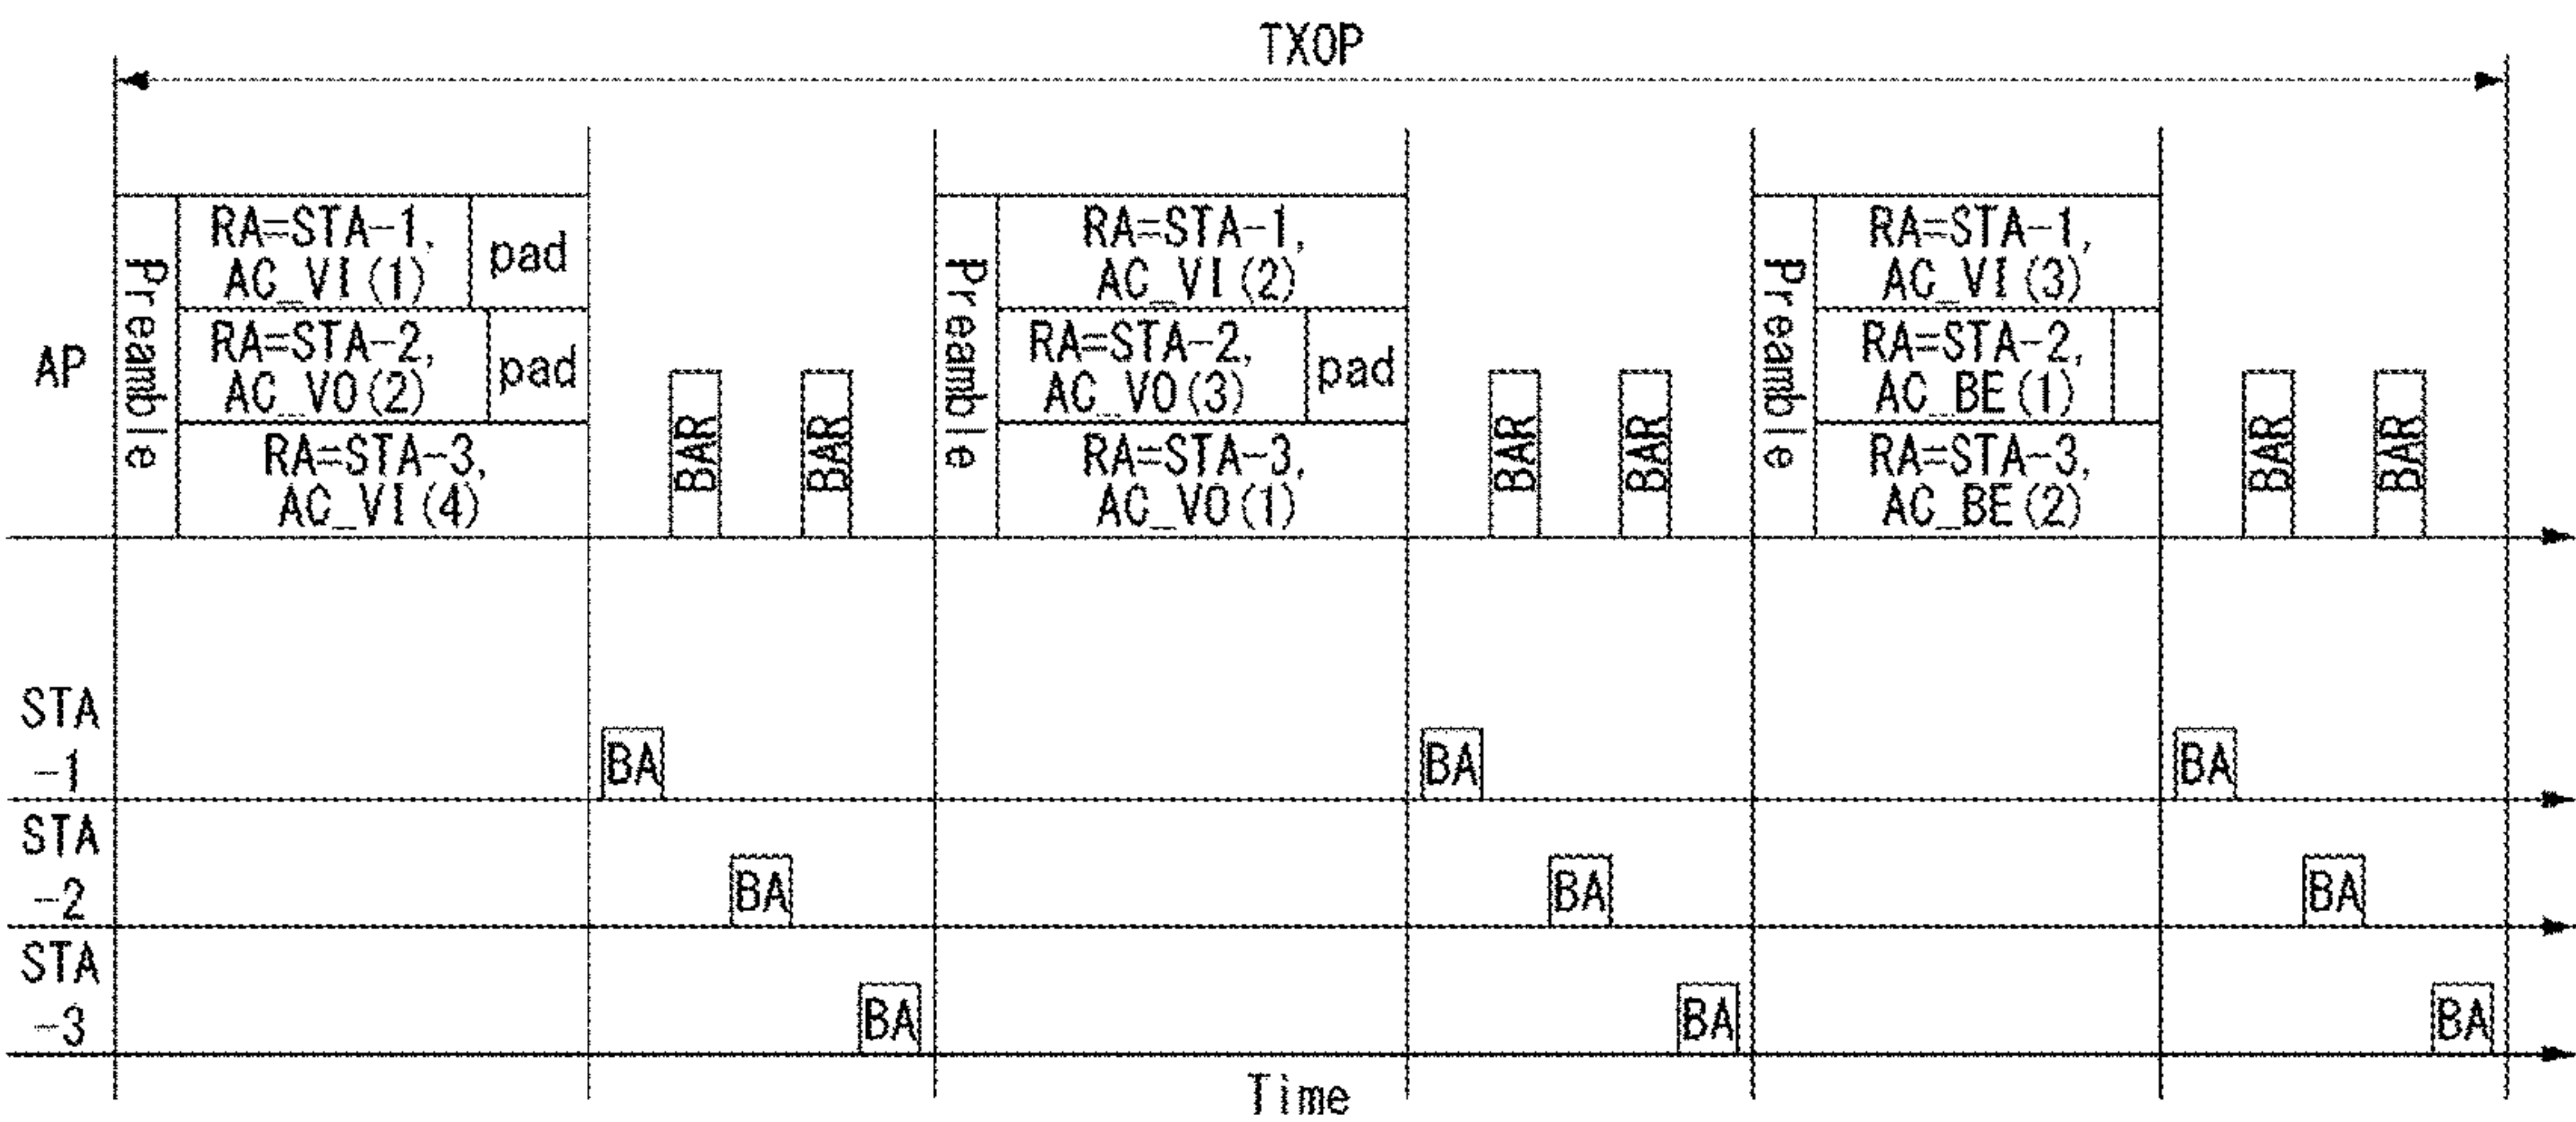 TXOP
AP
Preamble
RA=STA-1,
AC_VI(1)
pad
RA=STA-2,
AC_VO(2)
pad
RA=STA-3,
AC_VI(4)
BAR
BAR
Preamble
RA=STA-1,
AC_VI(2)
RA=STA-2,
AC_VO(3)
pad
RA=STA-3,
AC_VO(1)
BAR
BAR
Preamble
RA=STA-1,
AC_VI(3)
RA=STA-2,
AC_BE(1)
RA=STA-3,
AC_BE(2)
BAR
BAR
STA
-1
BA
BA
BA
STA
-2
BA
BA
BA
STA
-3
BA
BA
BA
Time